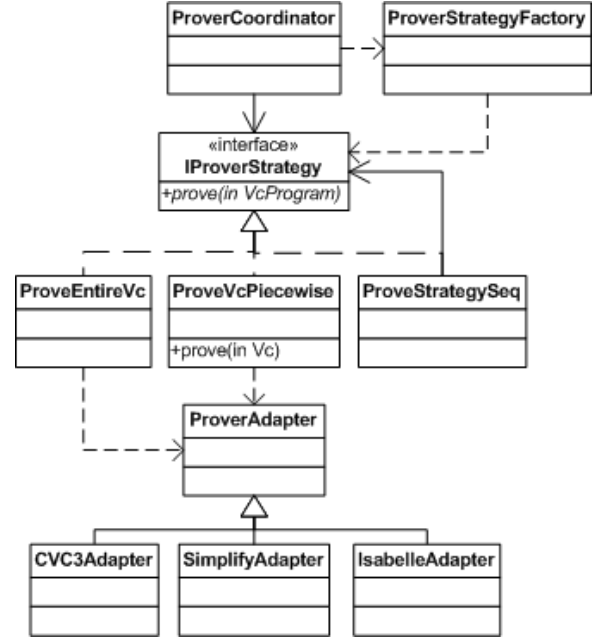 ProverCoordinator
ProverStrategyFactory
«interface»
IProverStrategy
+prove(in VcProgram)
ProveEntireVc
ProveVcPiecewise
ProveStrategySeq
+prove(in Vc)
ProverAdapter
CVC3Adapter
SimplifyAdapter
IsabelleAdapter